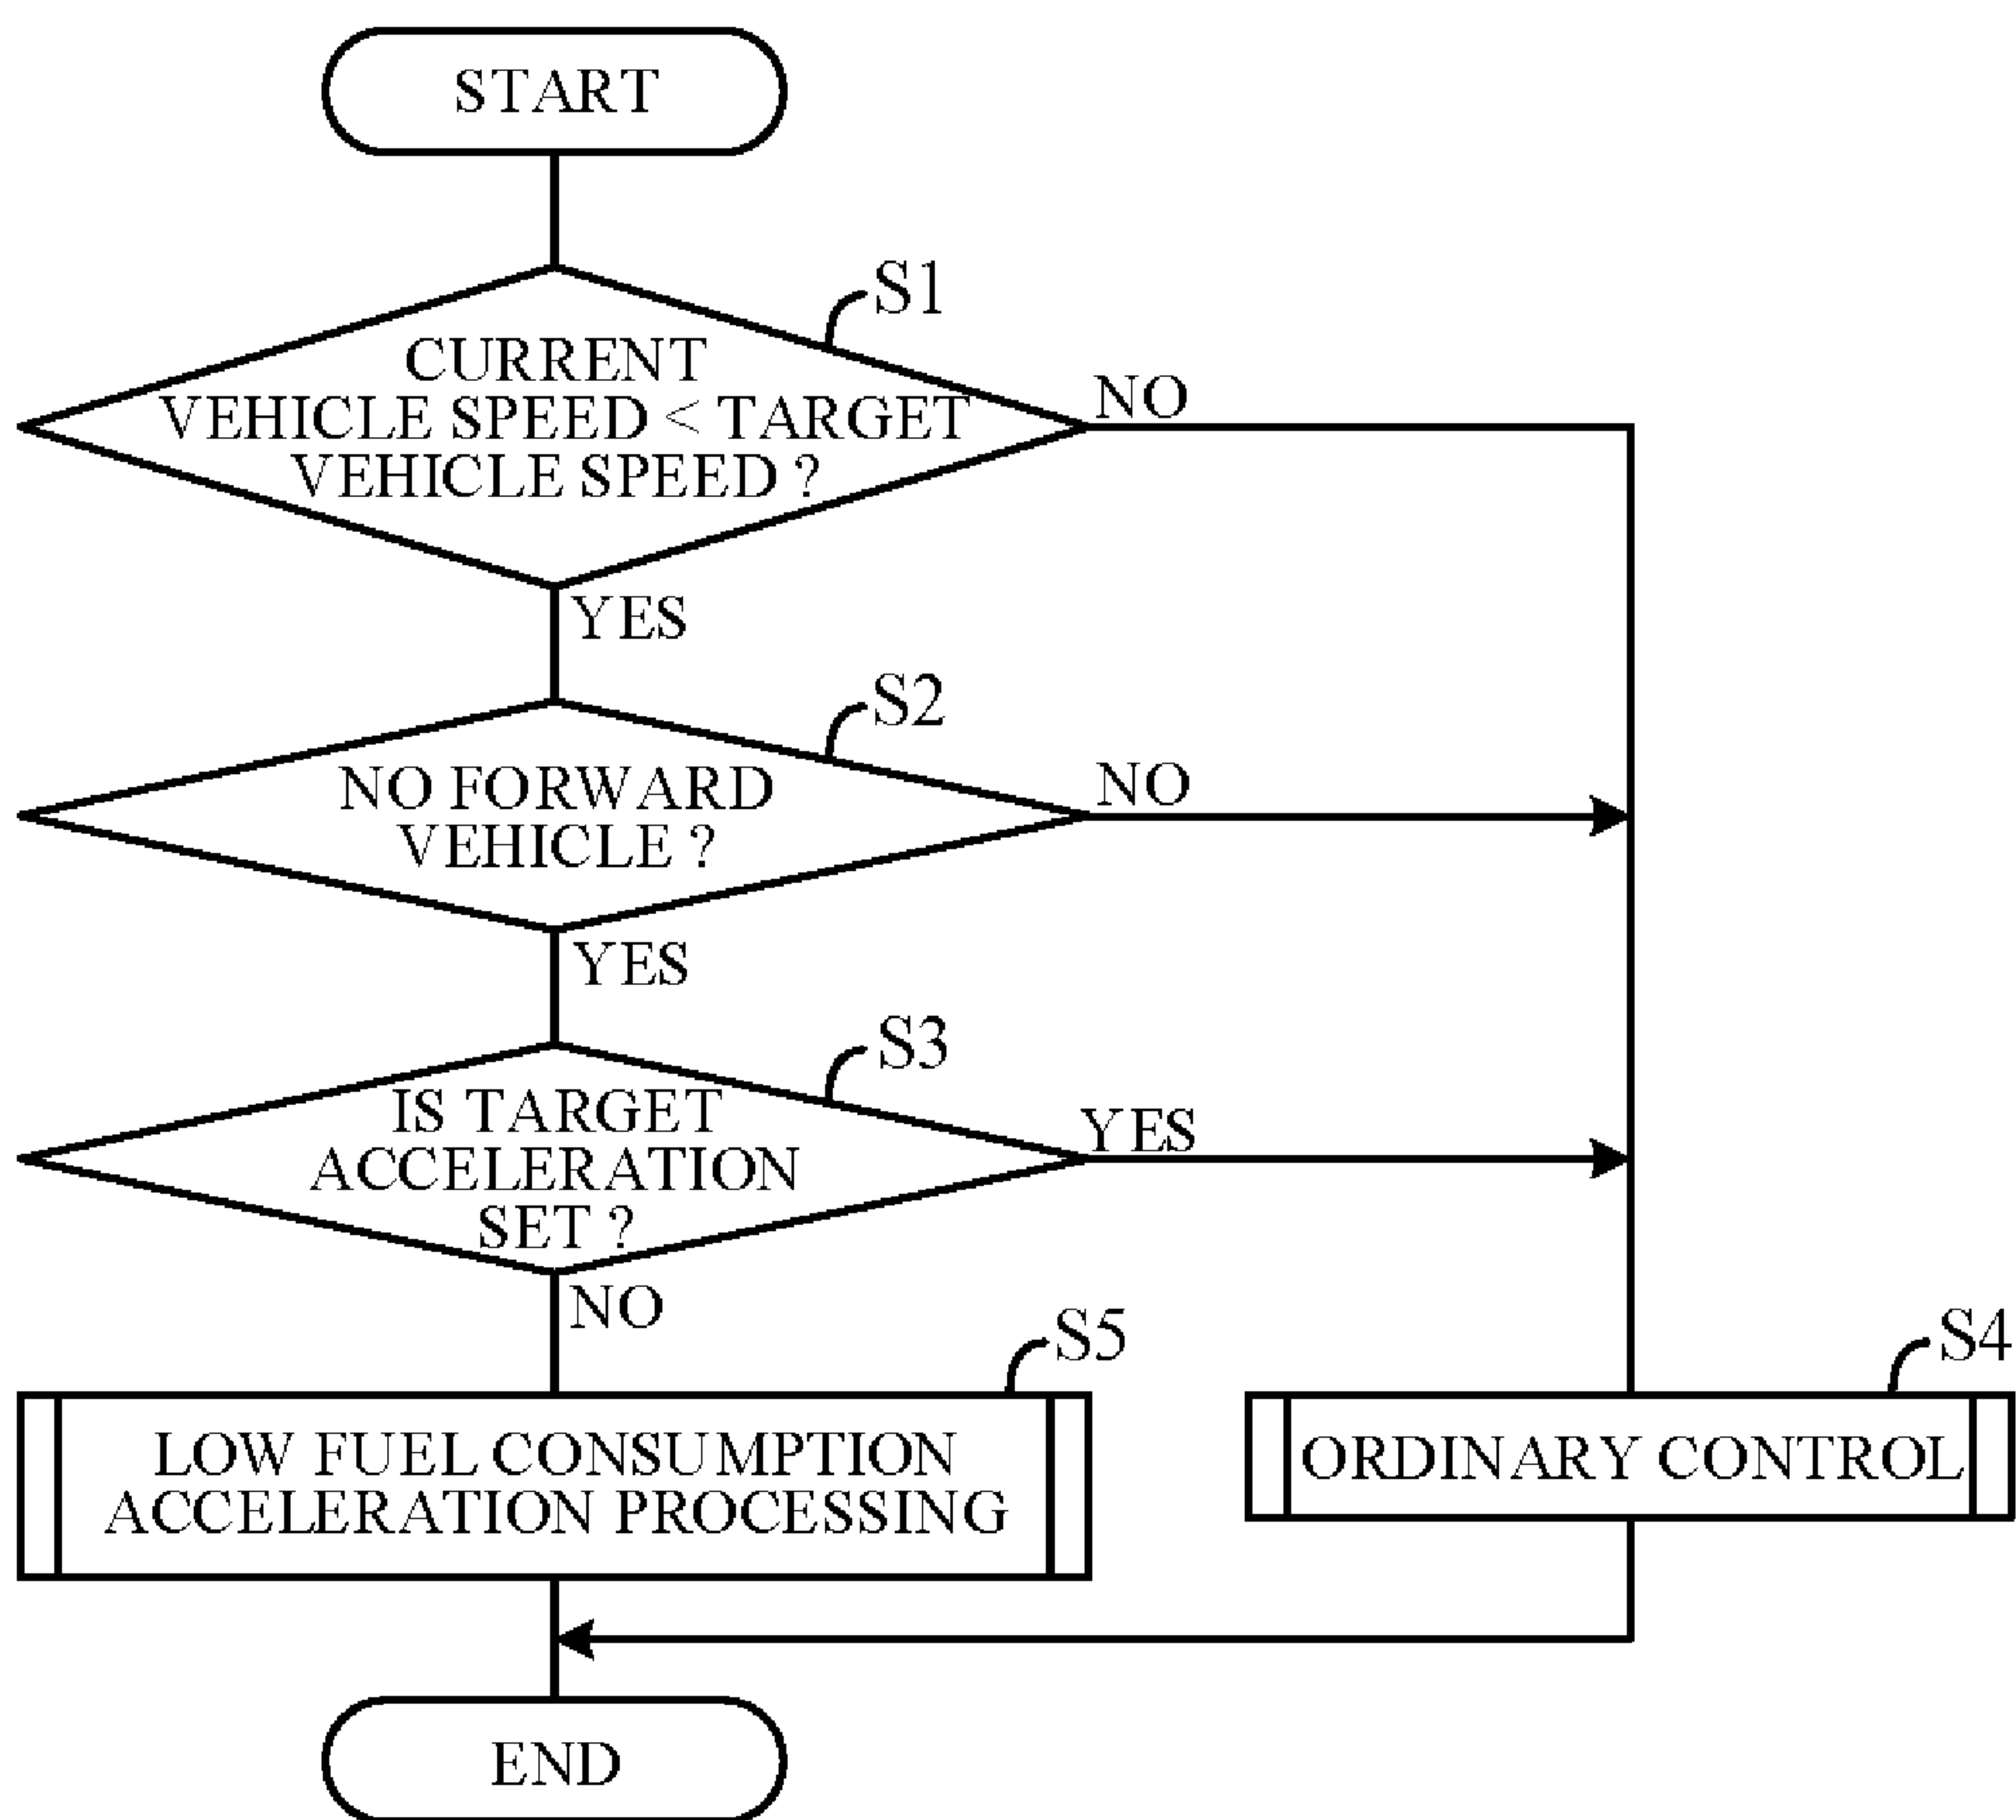 START
S1
CURRENT
VEHICLE SPEED < TARGET
VEHICLE SPEED ?
NO
YES
S2
NO FORWARD
VEHICLE ?
NO
YES
S3
IS TARGET
ACCELERATION
SET ?
YES
NO
S5
LOW FUEL CONSUMPTION
ACCELERATION PROCESSING
S4
ORDINARY CONTROL
END